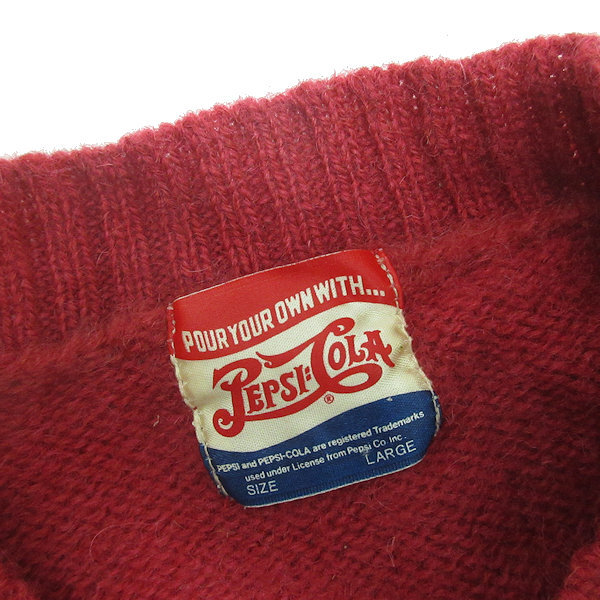 POUR YOUR OWN WITH...
PEPSI:COLA
®
PEPSI and PEPSI-COLA are registered Trademarks
used under License from Pepsi Co Inc
SIZE LARGE